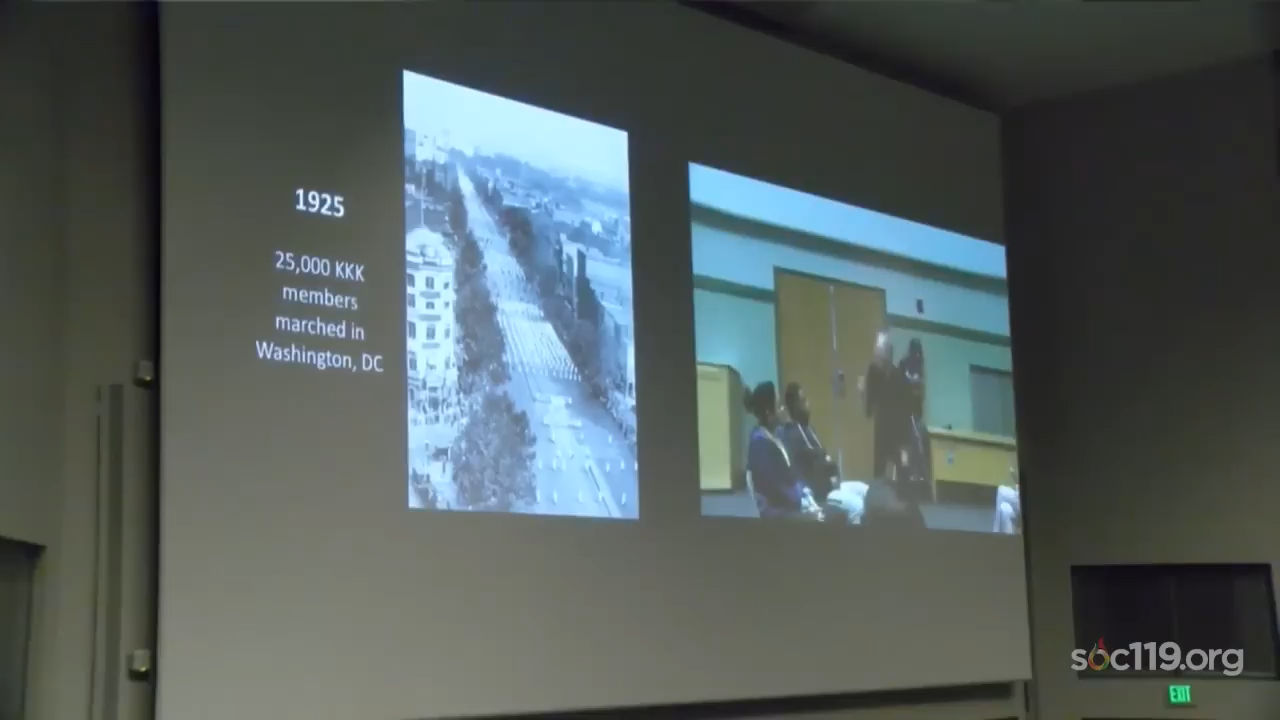 1925
25,000 KKK
members
marched in
Washington, DC
soc119.org
EXIT